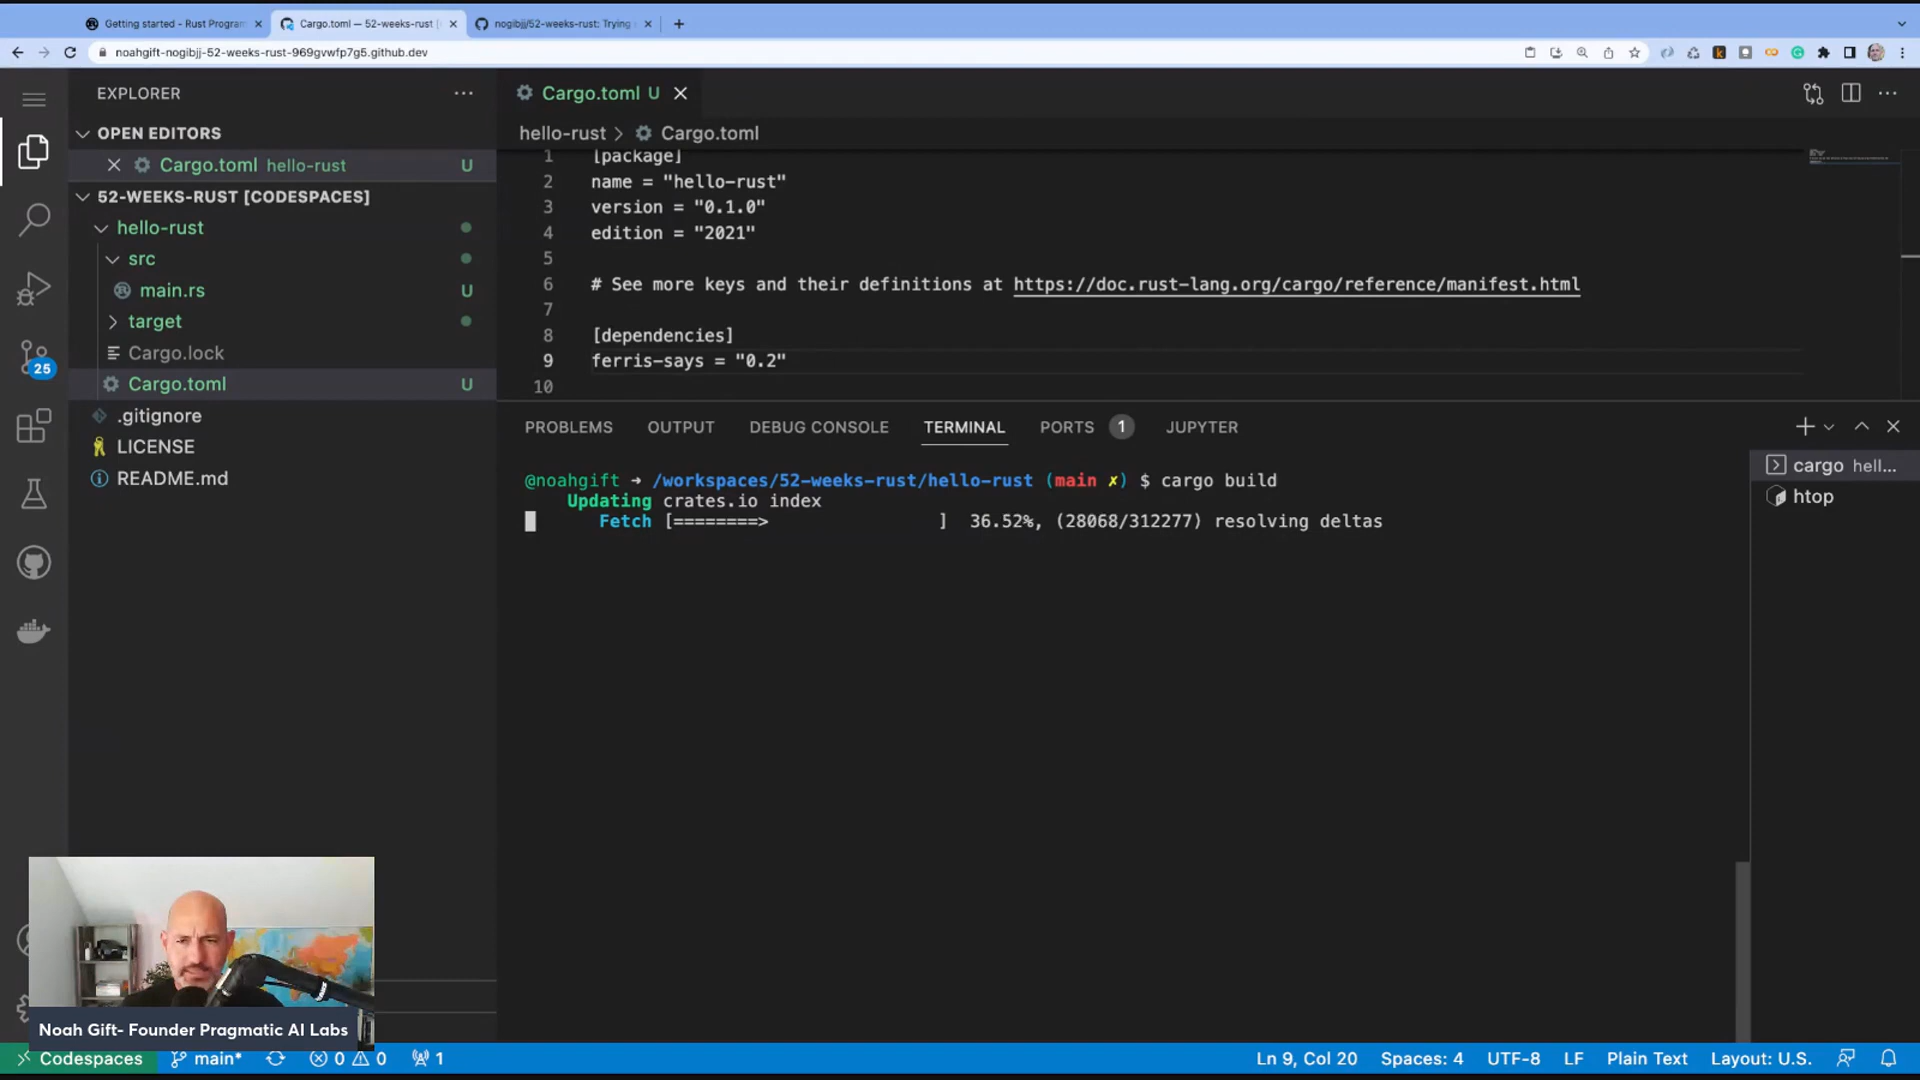 Getting started - Rust Program
Cargo.toml — 52-weeks-rust [
nogibjj/52-weeks-rust: Trying
noahgift-nogibjj-52-weeks-rust-969gvwfp7g5.github.dev
EXPLORER
OPEN EDITORS
Cargo.toml hello-rust U
52-WEEKS-RUST [CODESPACES]
hello-rust
src
main.rs U
target
Cargo.lock
Cargo.toml U
.gitignore
LICENSE
README.md
25
Cargo.toml U
hello-rust > Cargo.toml
1 [package]
2 name = "hello-rust"
3 version = "0.1.0"
4 edition = "2021"
5
6 # See more keys and their definitions at https://doc.rust-lang.org/cargo/reference/manifest.html
7
8 [dependencies]
9 ferris-says = "0.2"
10
PROBLEMS OUTPUT DEBUG CONSOLE TERMINAL PORTS 1 JUPYTER
@noahgift ➜ /workspaces/52-weeks-rust/hello-rust (main ✗) $ cargo build
Updating crates.io index
Fetch [========> ] 36.52%, (28068/312277) resolving deltas
cargo hell...
htop
Noah Gift- Founder Pragmatic AI Labs
Codespaces main* 0 0 1 Ln 9, Col 20 Spaces: 4 UTF-8 LF Plain Text Layout: U.S.